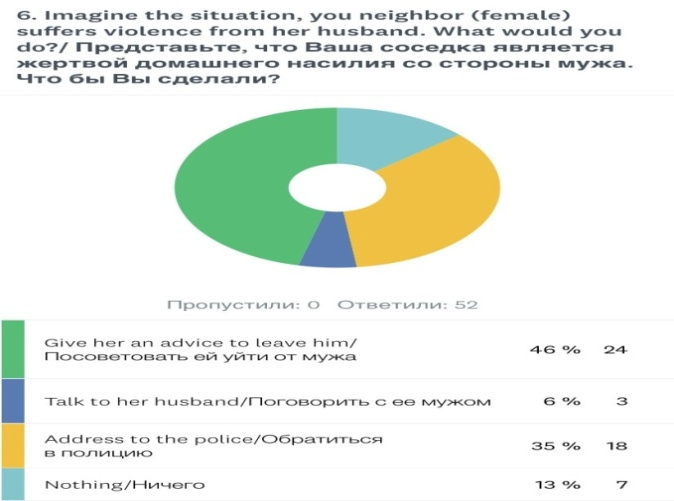 6. Imagine the situation, you neighbor (female)
suffers violence from her husband. What would you
do?/ Представьте, что Ваша соседка является
жертвой домашнего насилия со стороны мужа.
Что бы Вы сделали?
Пропустили: 0 Ответили: 52
Give her an advice to leave him/
Посоветовать ей уйти от мужа
46 % 24
Talk to her husband/Поговорить с ее мужом 6 % 3
Address to the police/Обратиться
в полицию
35 % 18
Nothing/Ничего 13 % 7